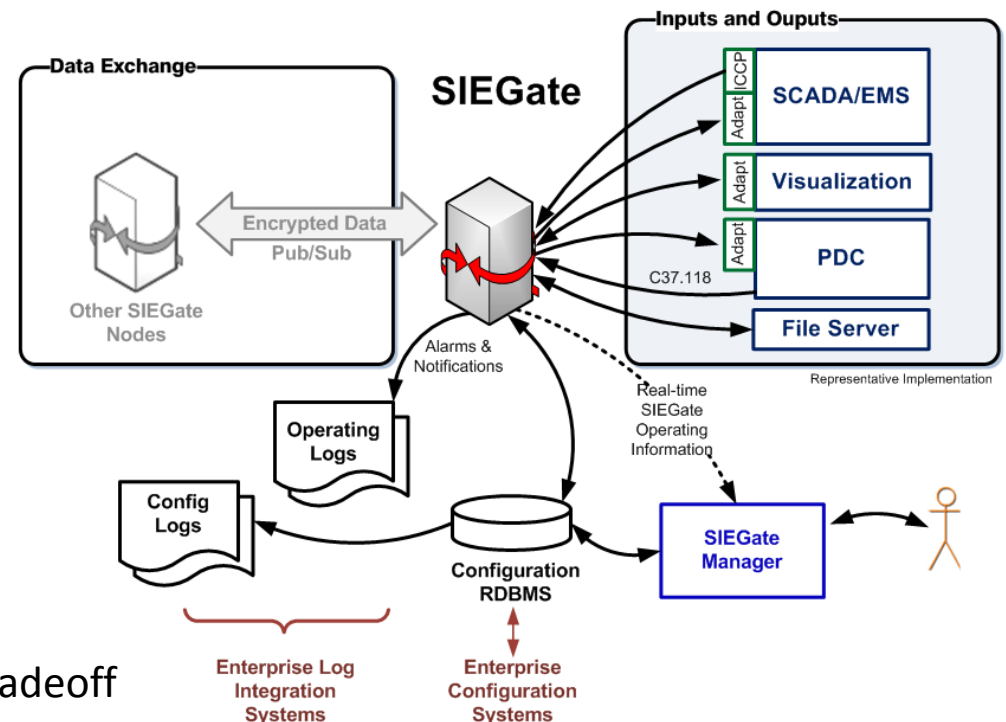 Inputs and Ouputs
Data Exchange
SIEGate
ICCP
Adapt
SCADA/EMS
Adapt
Visualization
Adapt
PDC
C37.118
File Server
Representative Implementation
Encrypted Data
Pub/Sub
Other SIEGate
Nodes
Alarms &
Notifications
Real-time
SIEGate
Operating
Information
Operating
Logs
Config
Logs
Configuration
RDBMS
SIEGate
Manager
Enterprise Log
Integration
Systems
Enterprise
Configuration
Systems
adeoff